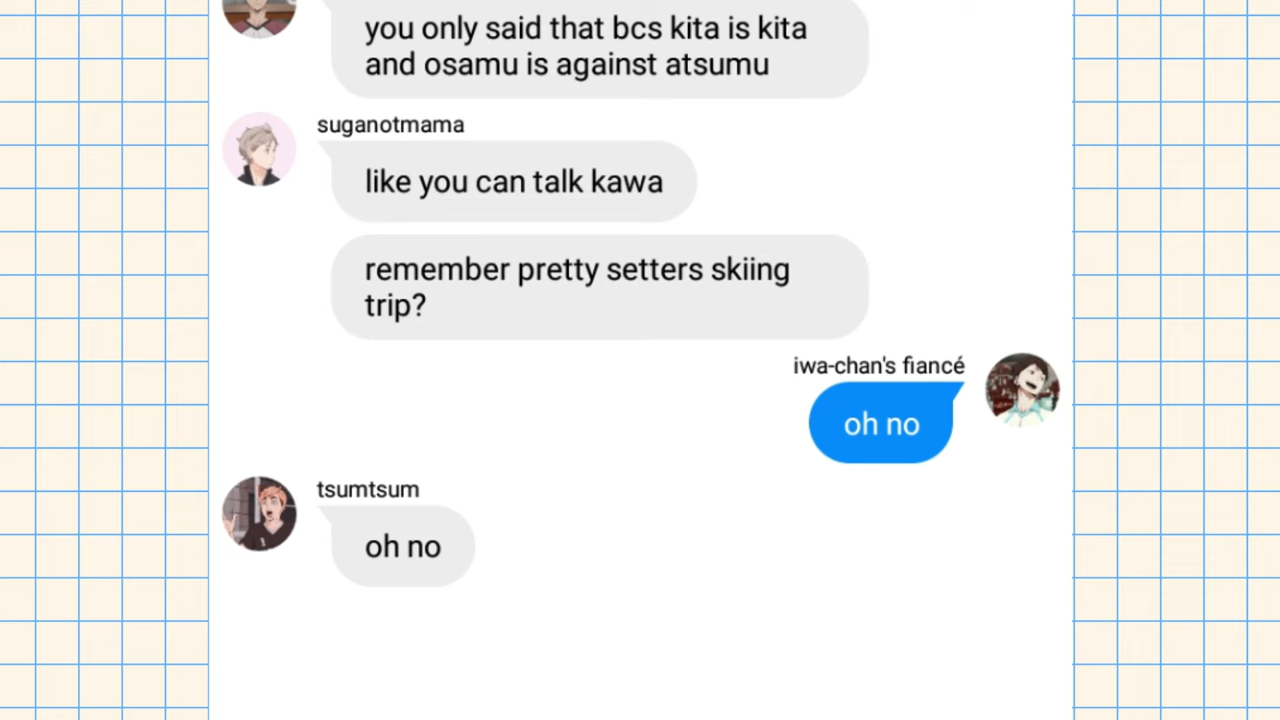 you only said that bcs kita is kita
and osamu is against atsumu
suganotmama
like you can talk kawa
remember pretty setters skiing
trip?
iwa-chan's fiancé
oh no
tsumtsum
oh no